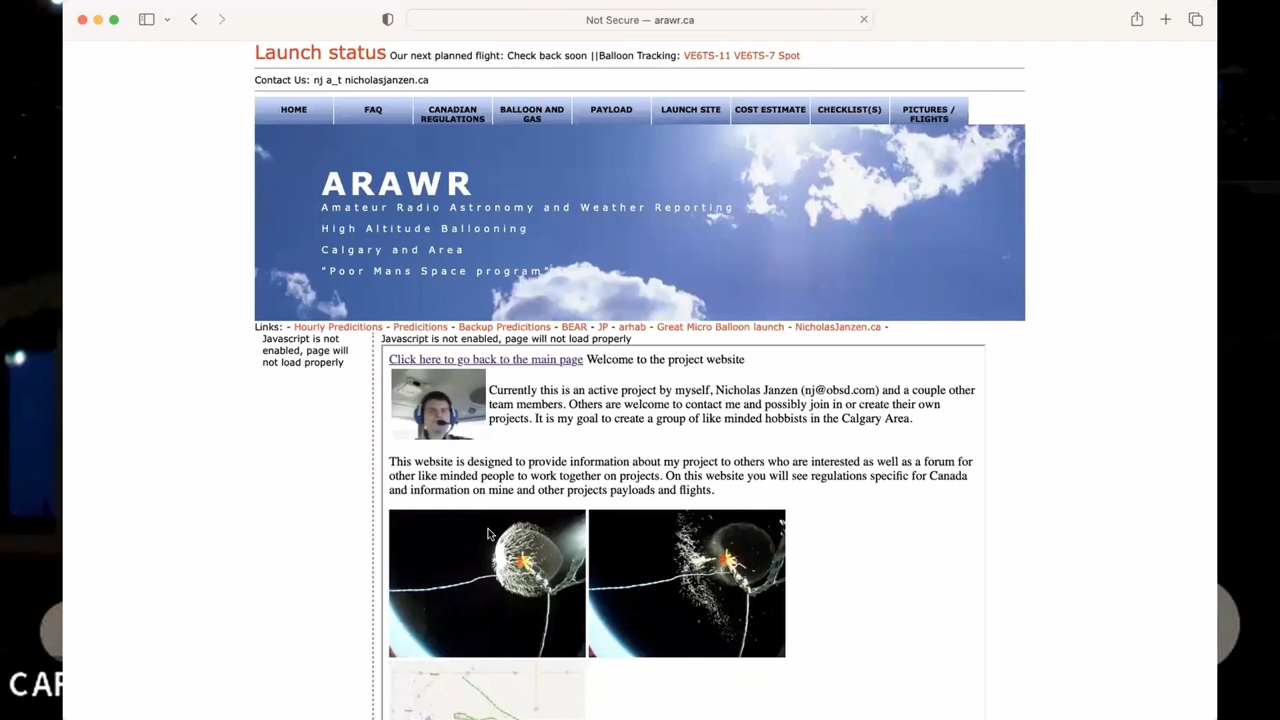 Not Secure — arawr.ca
Launch status Our next planned flight: Check back soon ||Balloon Tracking: VE6TS-11 VE6TS-7 Spot
Contact Us: nj a_t nicholasjanzen.ca
HOME FAQ CANADIAN REGULATIONS BALLOON AND GAS PAYLOAD LAUNCH SITE COST ESTIMATE CHECKLIST(S) PICTURES / FLIGHTS
ARAWR
Amateur Radio Astronomy and Weather Reporting
High Altitude Ballooning
Calgary and Area
"Poor Mans Space program"
Links: - Hourly Predicitions - Predictions - Backup Predicitions - BEAR - JP - arhab - Great Micro Balloon launch - NicholasJanzen.ca -
Javascript is not
enabled, page will
not load properly
Javascript is not enabled, page will not load properly
Click here to go back to the main page Welcome to the project website
Currently this is an active project by myself, Nicholas Janzen (nj@obsd.com) and a couple other
team members. Others are welcome to contact me and possibly join in or create their own
projects. It is my goal to create a group of like minded hobbists in the Calgary Area.
This website is designed to provide information about my project to others who are interested as well as a forum for
other like minded people to work together on projects. On this website you will see regulations specific for Canada
and information on mine and other projects payloads and flights.